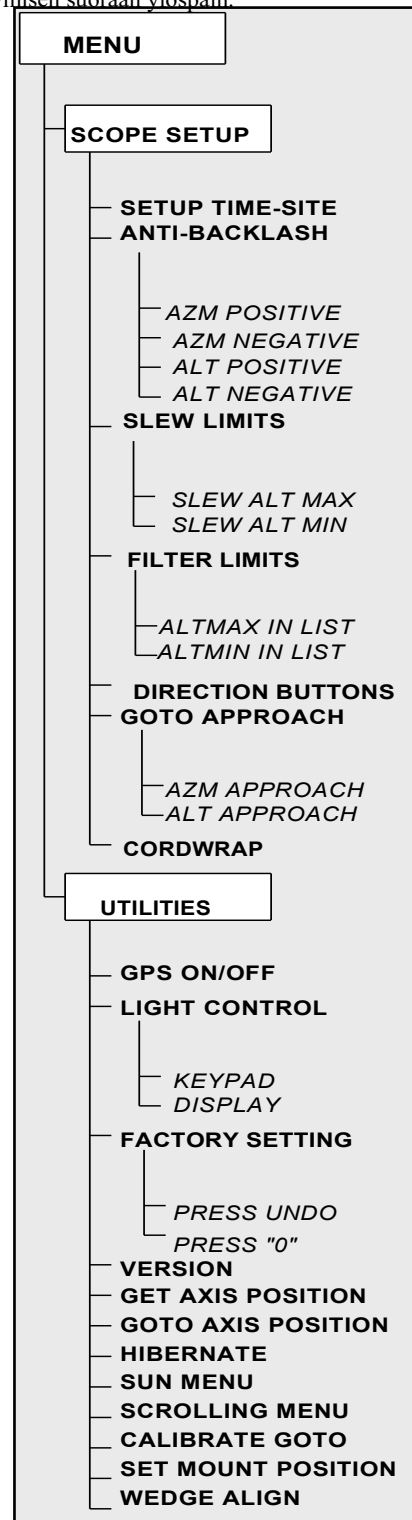 suoraan ylöspäin.
MENU
SCOPE SETUP
SETUP TIME-SITE
ANTI-BACKLASH
AZM POSITIVE
AZM NEGATIVE
ALT POSITIVE
ALT NEGATIVE
SLEW LIMITS
SLEW ALT MAX
SLEW ALT MIN
FILTER LIMITS
ALTMAX IN LIST
ALTMIN IN LIST
DIRECTION BUTTONS
GOTO APPROACH
AZM APPROACH
ALT APPROACH
CORDWRAP
UTILITIES
GPS ON/OFF
LIGHT CONTROL
KEYPAD
DISPLAY
FACTORY SETTING
PRESS UNDO
PRESS "0"
VERSION
GET AXIS POSITION
GOTO AXIS POSITION
HIBERNATE
SUN MENU
SCROLLING MENU
CALIBRATE GOTO
SET MOUNT POSITION
WEDGE ALIGN